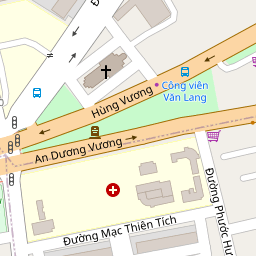 Hùng Vương
Công viên
Văn Lang
An Dương Vương
Đường Phước Hư
Đường Mạc Thiên Tích